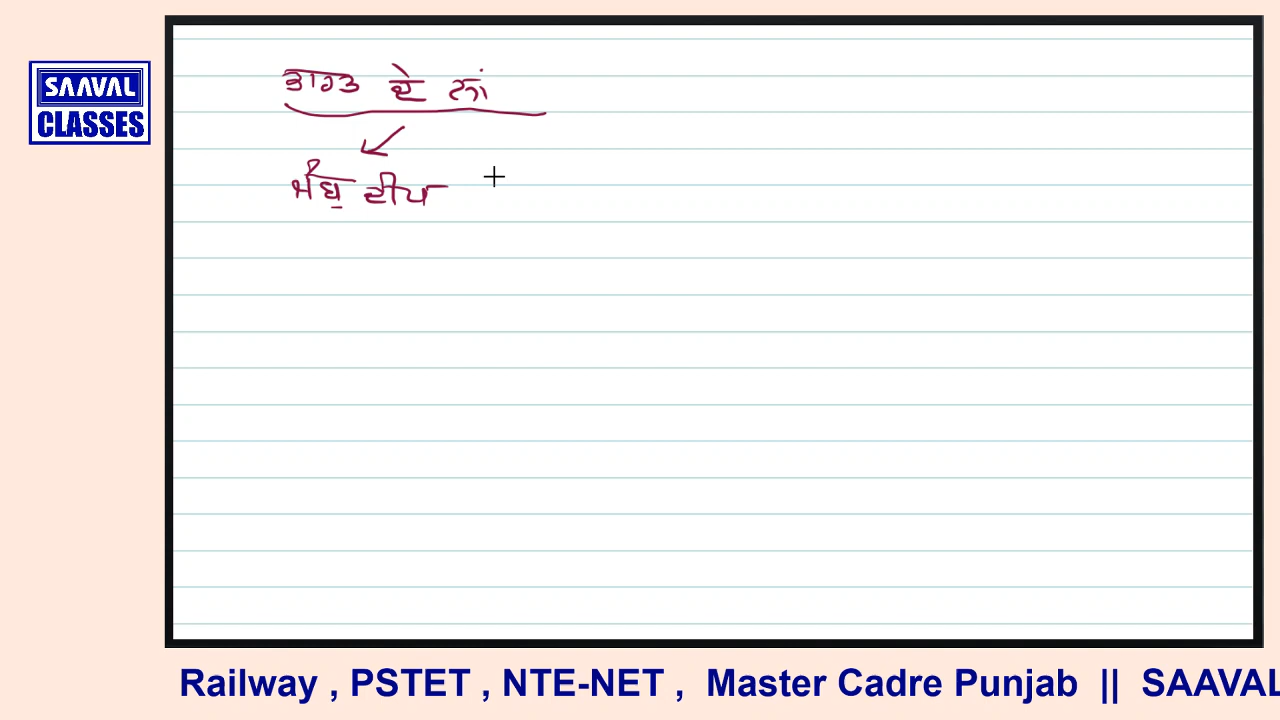 SAAVAL
CLASSES
ਭਾਰਤ ਦੇ ਨਾਂ
ਜੰਬੂ ਦੀਪ
Railway , PSTET , NTE-NET , Master Cadre Punjab || SAAVAL